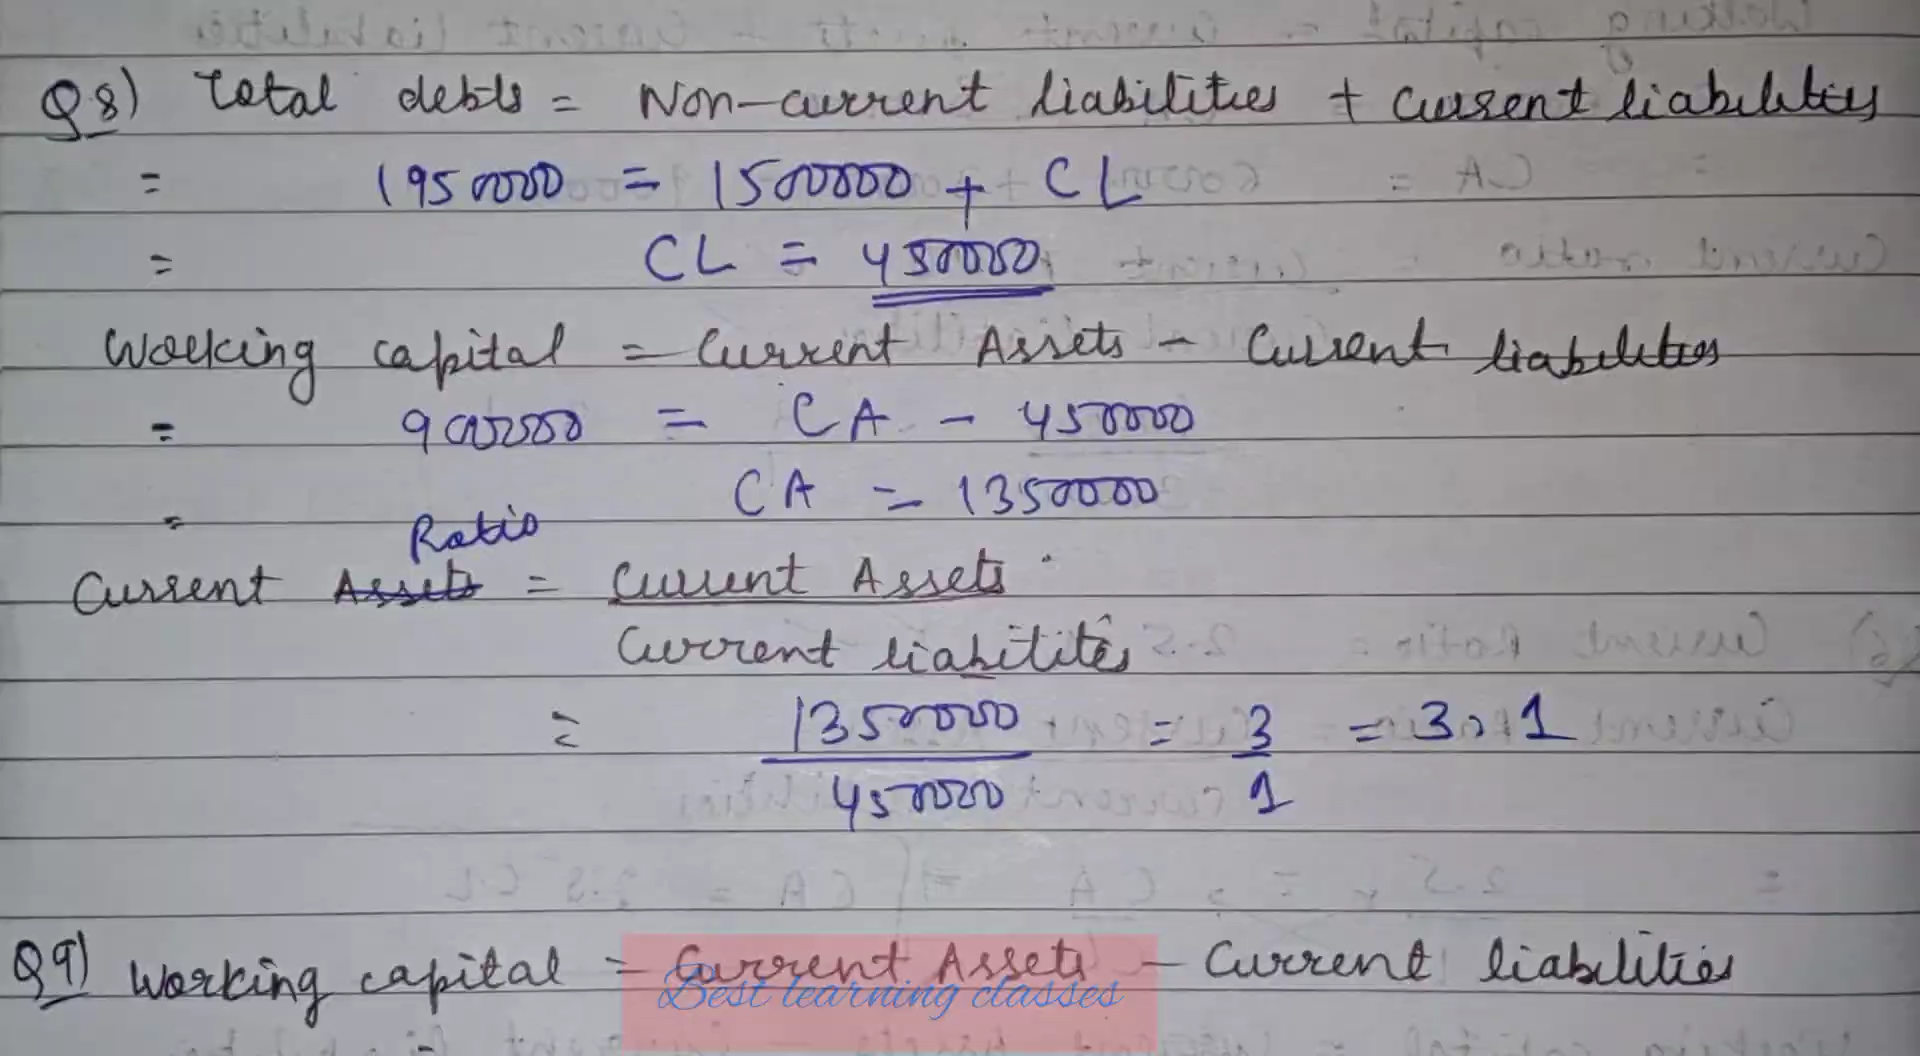 Q8) Total debts = Non-current liabilities + Current liabilities
= 1950000 = 1500000 + CL
= CL = 450000
Working capital = Current Assets - Current liabilities
= 900000 = CA - 450000
CA = 1350000
= Ratio
Current Assets = Current Assets
Current liabilities
= 1350000 = 3 = 3:1
450000 1
Q9) Working capital = Current Assets - Current liabilities
Best learning classes